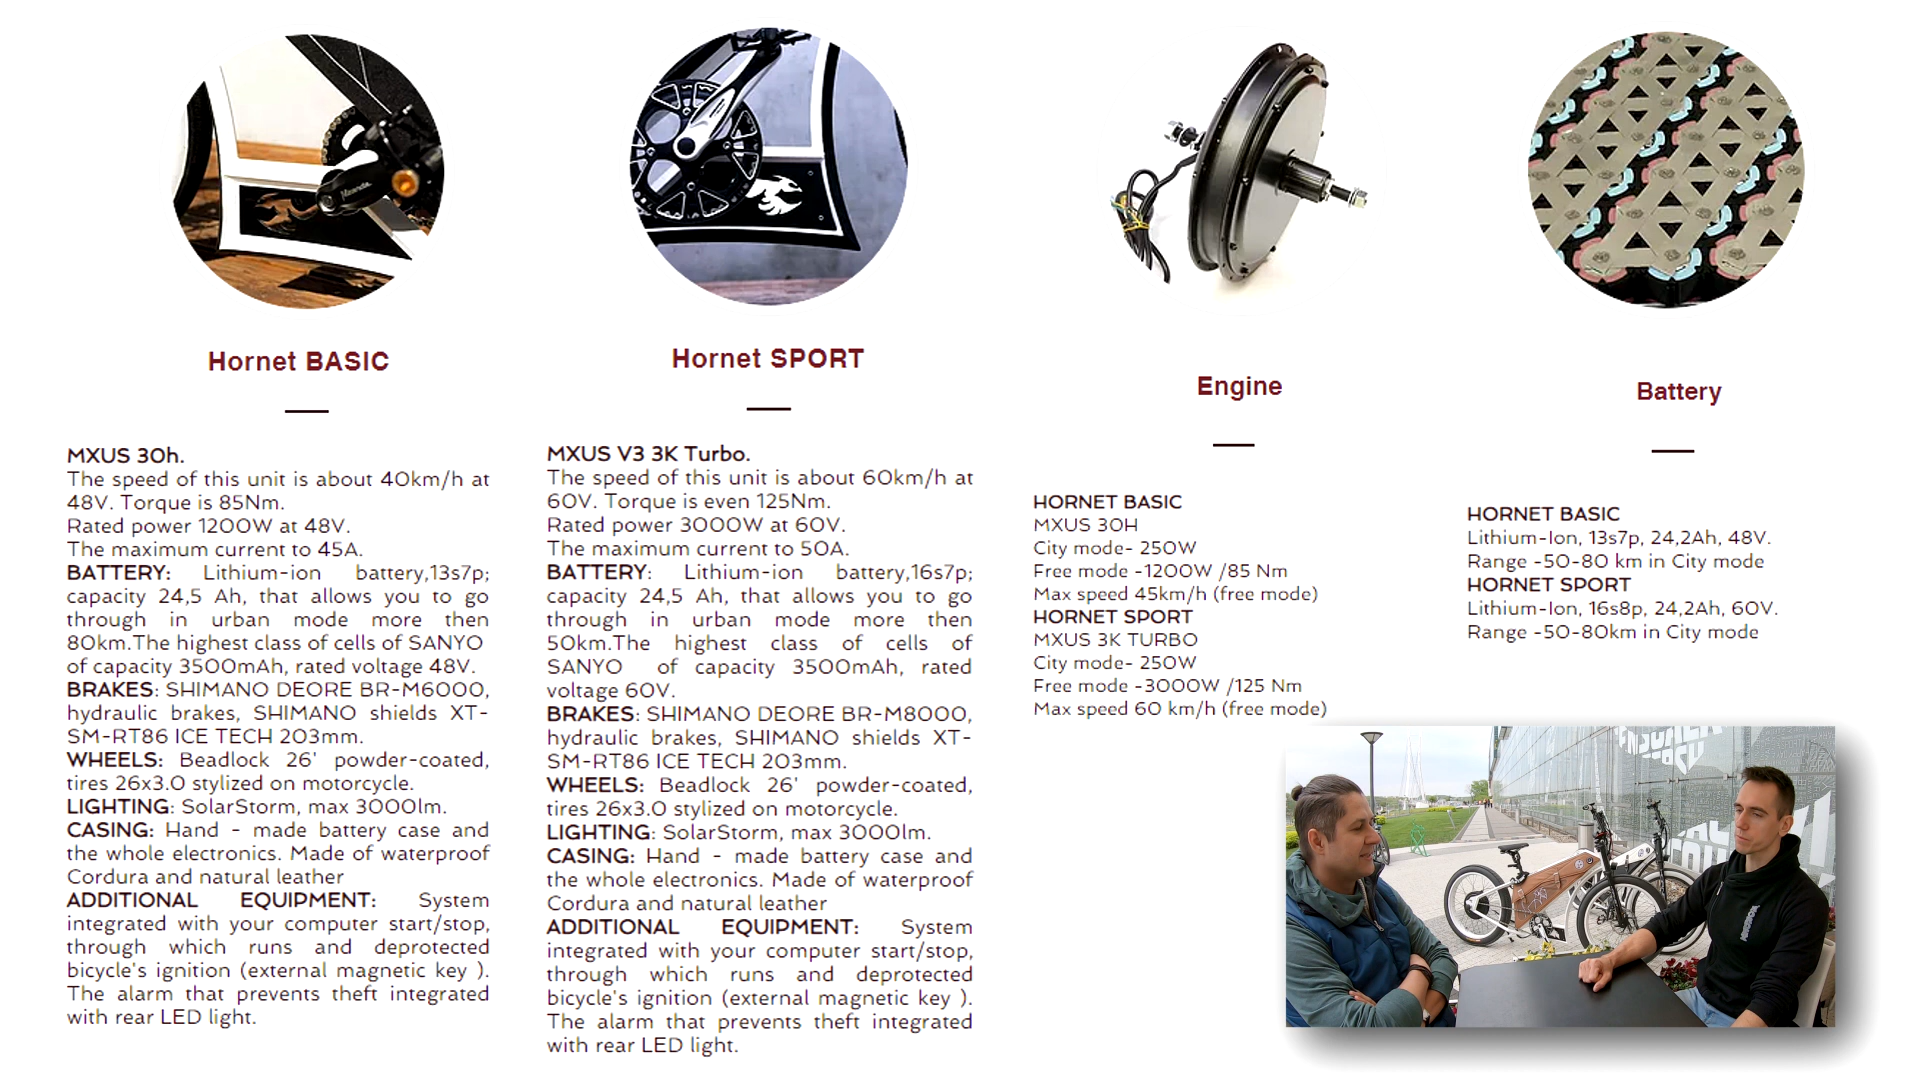 Hornet BASIC
MXUS 30h.
The speed of this unit is about 40km/h at
48V. Torque is 85Nm.
Rated power 1200W at 48V.
The maximum current to 45A.
BATTERY: Lithium-ion battery,13s7p;
capacity 24,5 Ah, that allows you to go
through in urban mode more then
80km.The highest class of cells of SANYO
of capacity 3500mAh, rated voltage 48V.
BRAKES: SHIMANO DEORE BR-M6000,
hydraulic brakes, SHIMANO shields XT-
SM-RT86 ICE TECH 203mm.
WHEELS: Beadlock 26' powder-coated,
tires 26x3.0 stylized on motorcycle.
LIGHTING: SolarStorm, max 3000lm.
CASING: Hand - made battery case and
the whole electronics. Made of waterproof
Cordura and natural leather
ADDITIONAL EQUIPMENT: System
integrated with your computer start/stop,
through which runs and deprotected
bicycle's ignition (external magnetic key ).
The alarm that prevents theft integrated
with rear LED light.
Hornet SPORT
MXUS V3 3K Turbo.
The speed of this unit is about 60km/h at
60V. Torque is even 125Nm.
Rated power 3000W at 60V.
The maximum current to 50A.
BATTERY: Lithium-ion battery,16s7p;
capacity 24,5 Ah, that allows you to go
through in urban mode more then
50km.The highest class of cells of
SANYO of capacity 3500mAh, rated
voltage 60V.
BRAKES: SHIMANO DEORE BR-M8000,
hydraulic brakes, SHIMANO shields XT-
SM-RT86 ICE TECH 203mm.
WHEELS: Beadlock 26' powder-coated,
tires 26x3.0 stylized on motorcycle.
LIGHTING: SolarStorm, max 3000lm.
CASING: Hand - made battery case and
the whole electronics. Made of waterproof
Cordura and natural leather
ADDITIONAL EQUIPMENT: System
integrated with your computer start/stop,
through which runs and deprotected
bicycle's ignition (external magnetic key ).
The alarm that prevents theft integrated
with rear LED light.
Engine
HORNET BASIC
MXUS 30H
City mode- 250W
Free mode -1200W /85 Nm
Max speed 45km/h (free mode)
HORNET SPORT
MXUS 3K TURBO
City mode- 250W
Free mode -3000W /125 Nm
Max speed 60 km/h (free mode)
Battery
HORNET BASIC
Lithium-Ion, 13s7p, 24,2Ah, 48V.
Range -50-80 km in City mode
HORNET SPORT
Lithium-Ion, 16s8p, 24,2Ah, 60V.
Range -50-80km in City mode